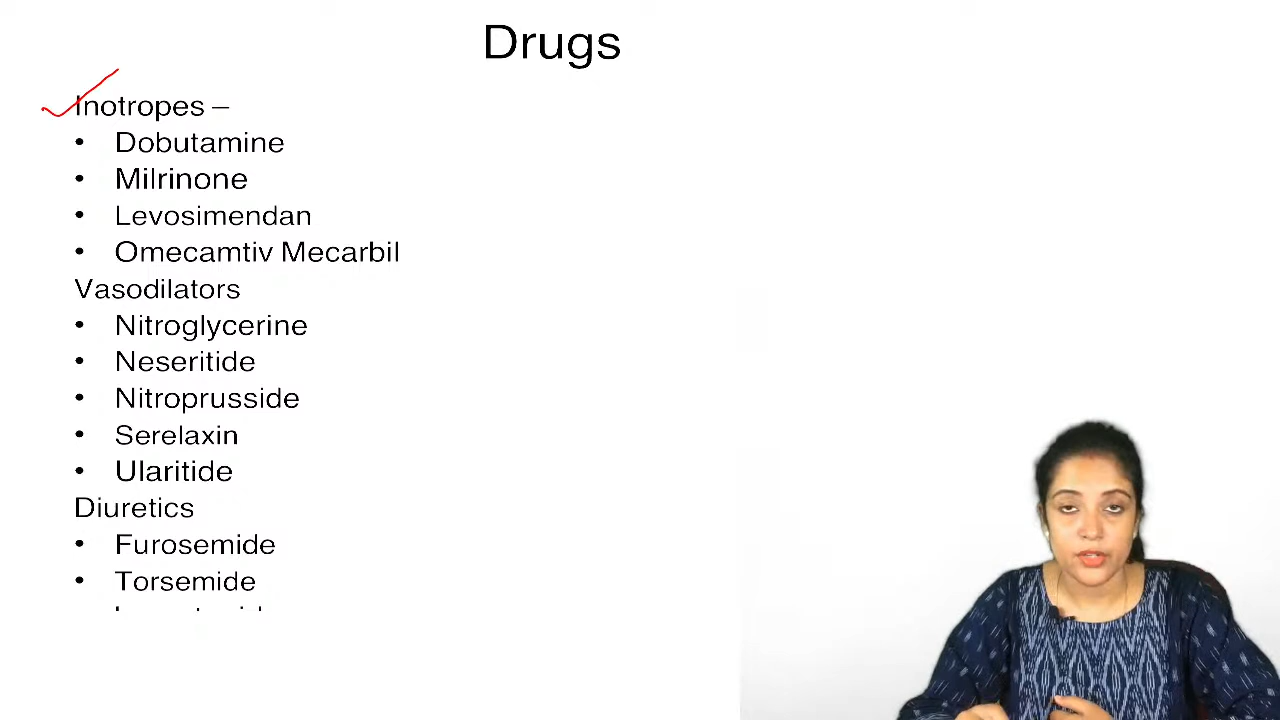 Drugs
Inotropes –
• Dobutamine
• Milrinone
• Levosimendan
• Omecamtiv Mecarbil
Vasodilators
• Nitroglycerine
• Neseritide
• Nitroprusside
• Serelaxin
• Ularitide
Diuretics
• Furosemide
• Torsemide